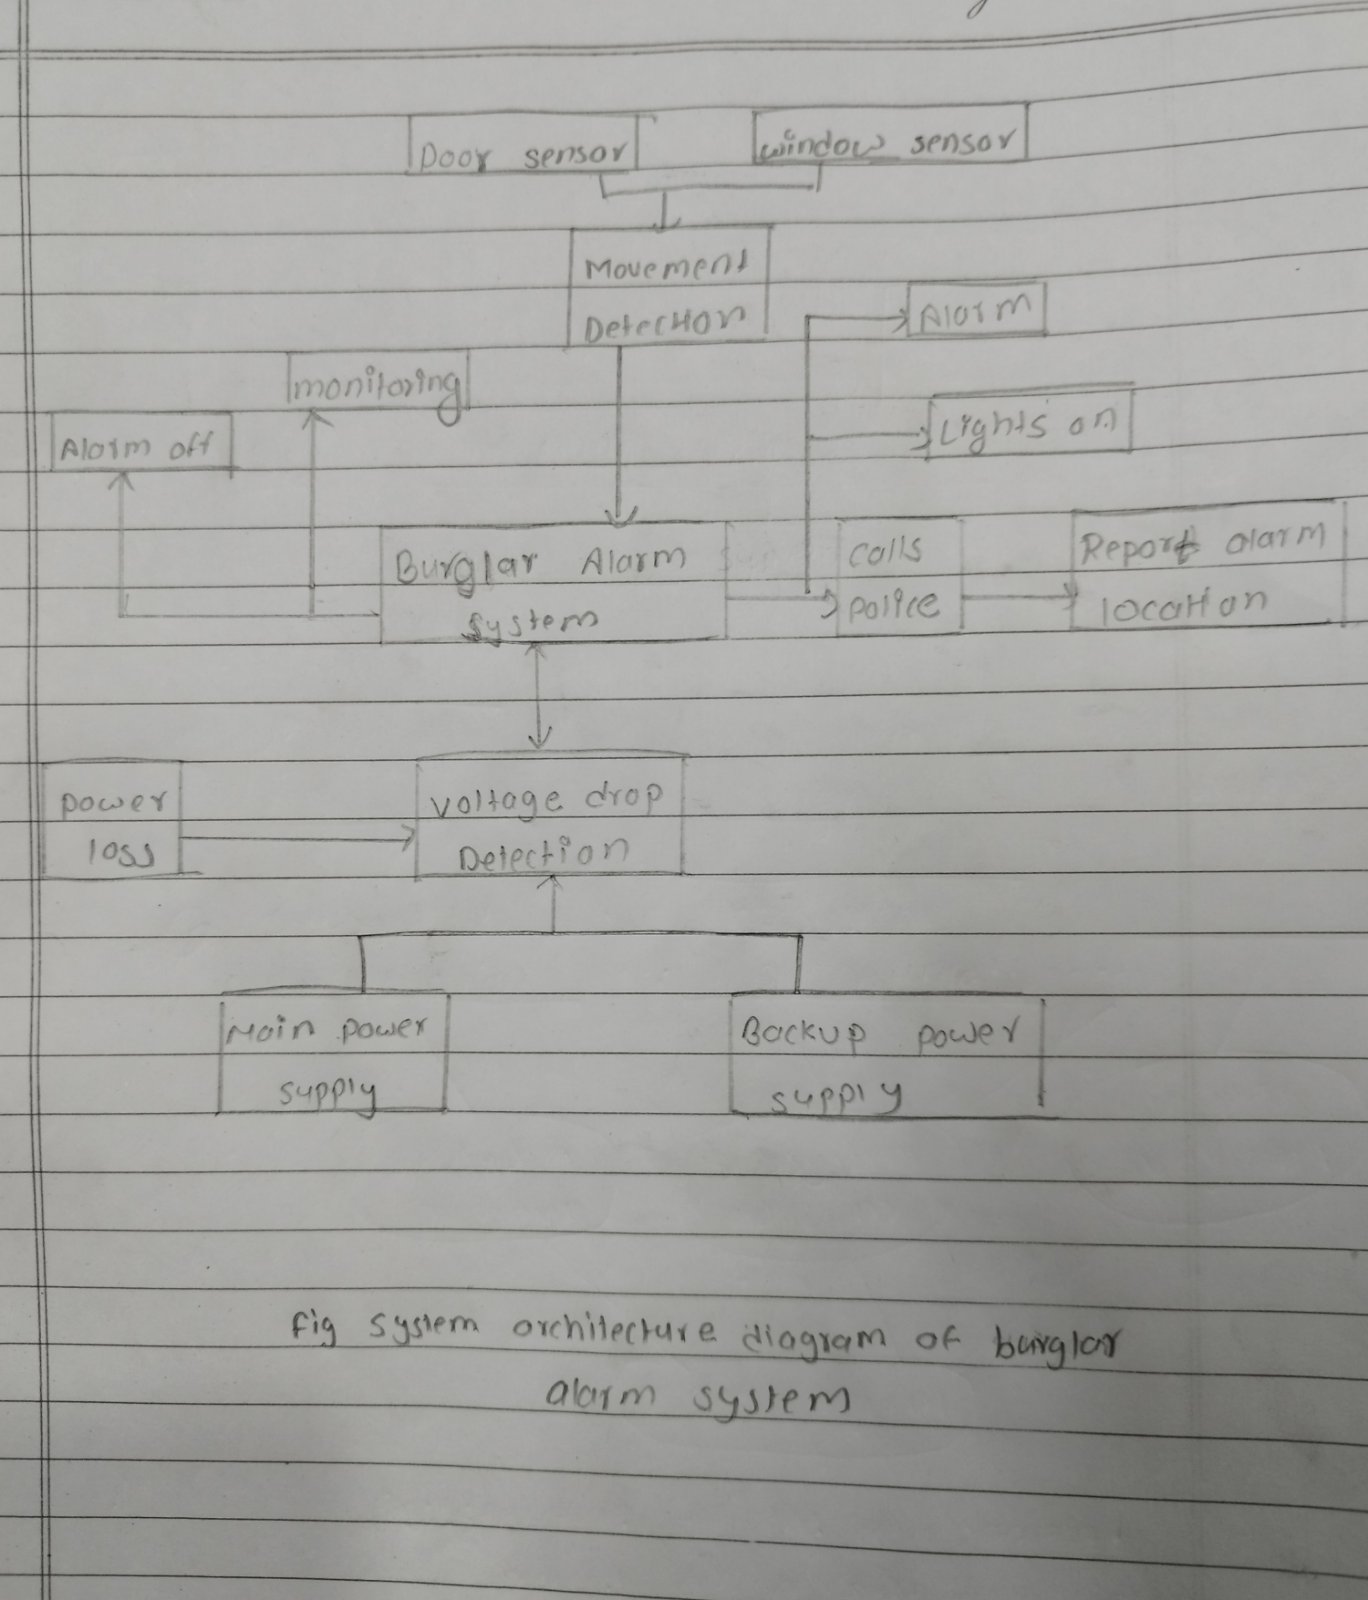 Door sensor
window sensor
Movement
Detection
Alarm
monitoring
Lights on
Alarm off
Burglar Alarm
system
calls
police
Report alarm
location
power
loss
voltage drop
Detection
Main power
supply
Backup power
supply
fig system architecture diagram of burglar
alarm system